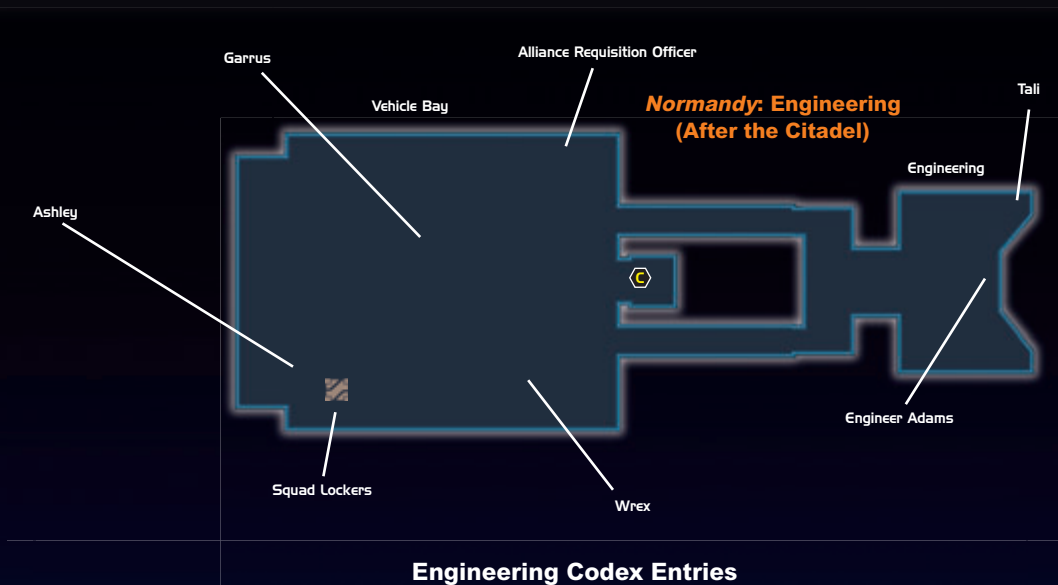 Garrus
Alliance Requisition Officer
Tali
Vehicle Bay
Normandy: Engineering
(After the Citadel)
Engineering
Ashley
C
Engineer Adams
Squad Lockers
Wrex
Engineering Codex Entries